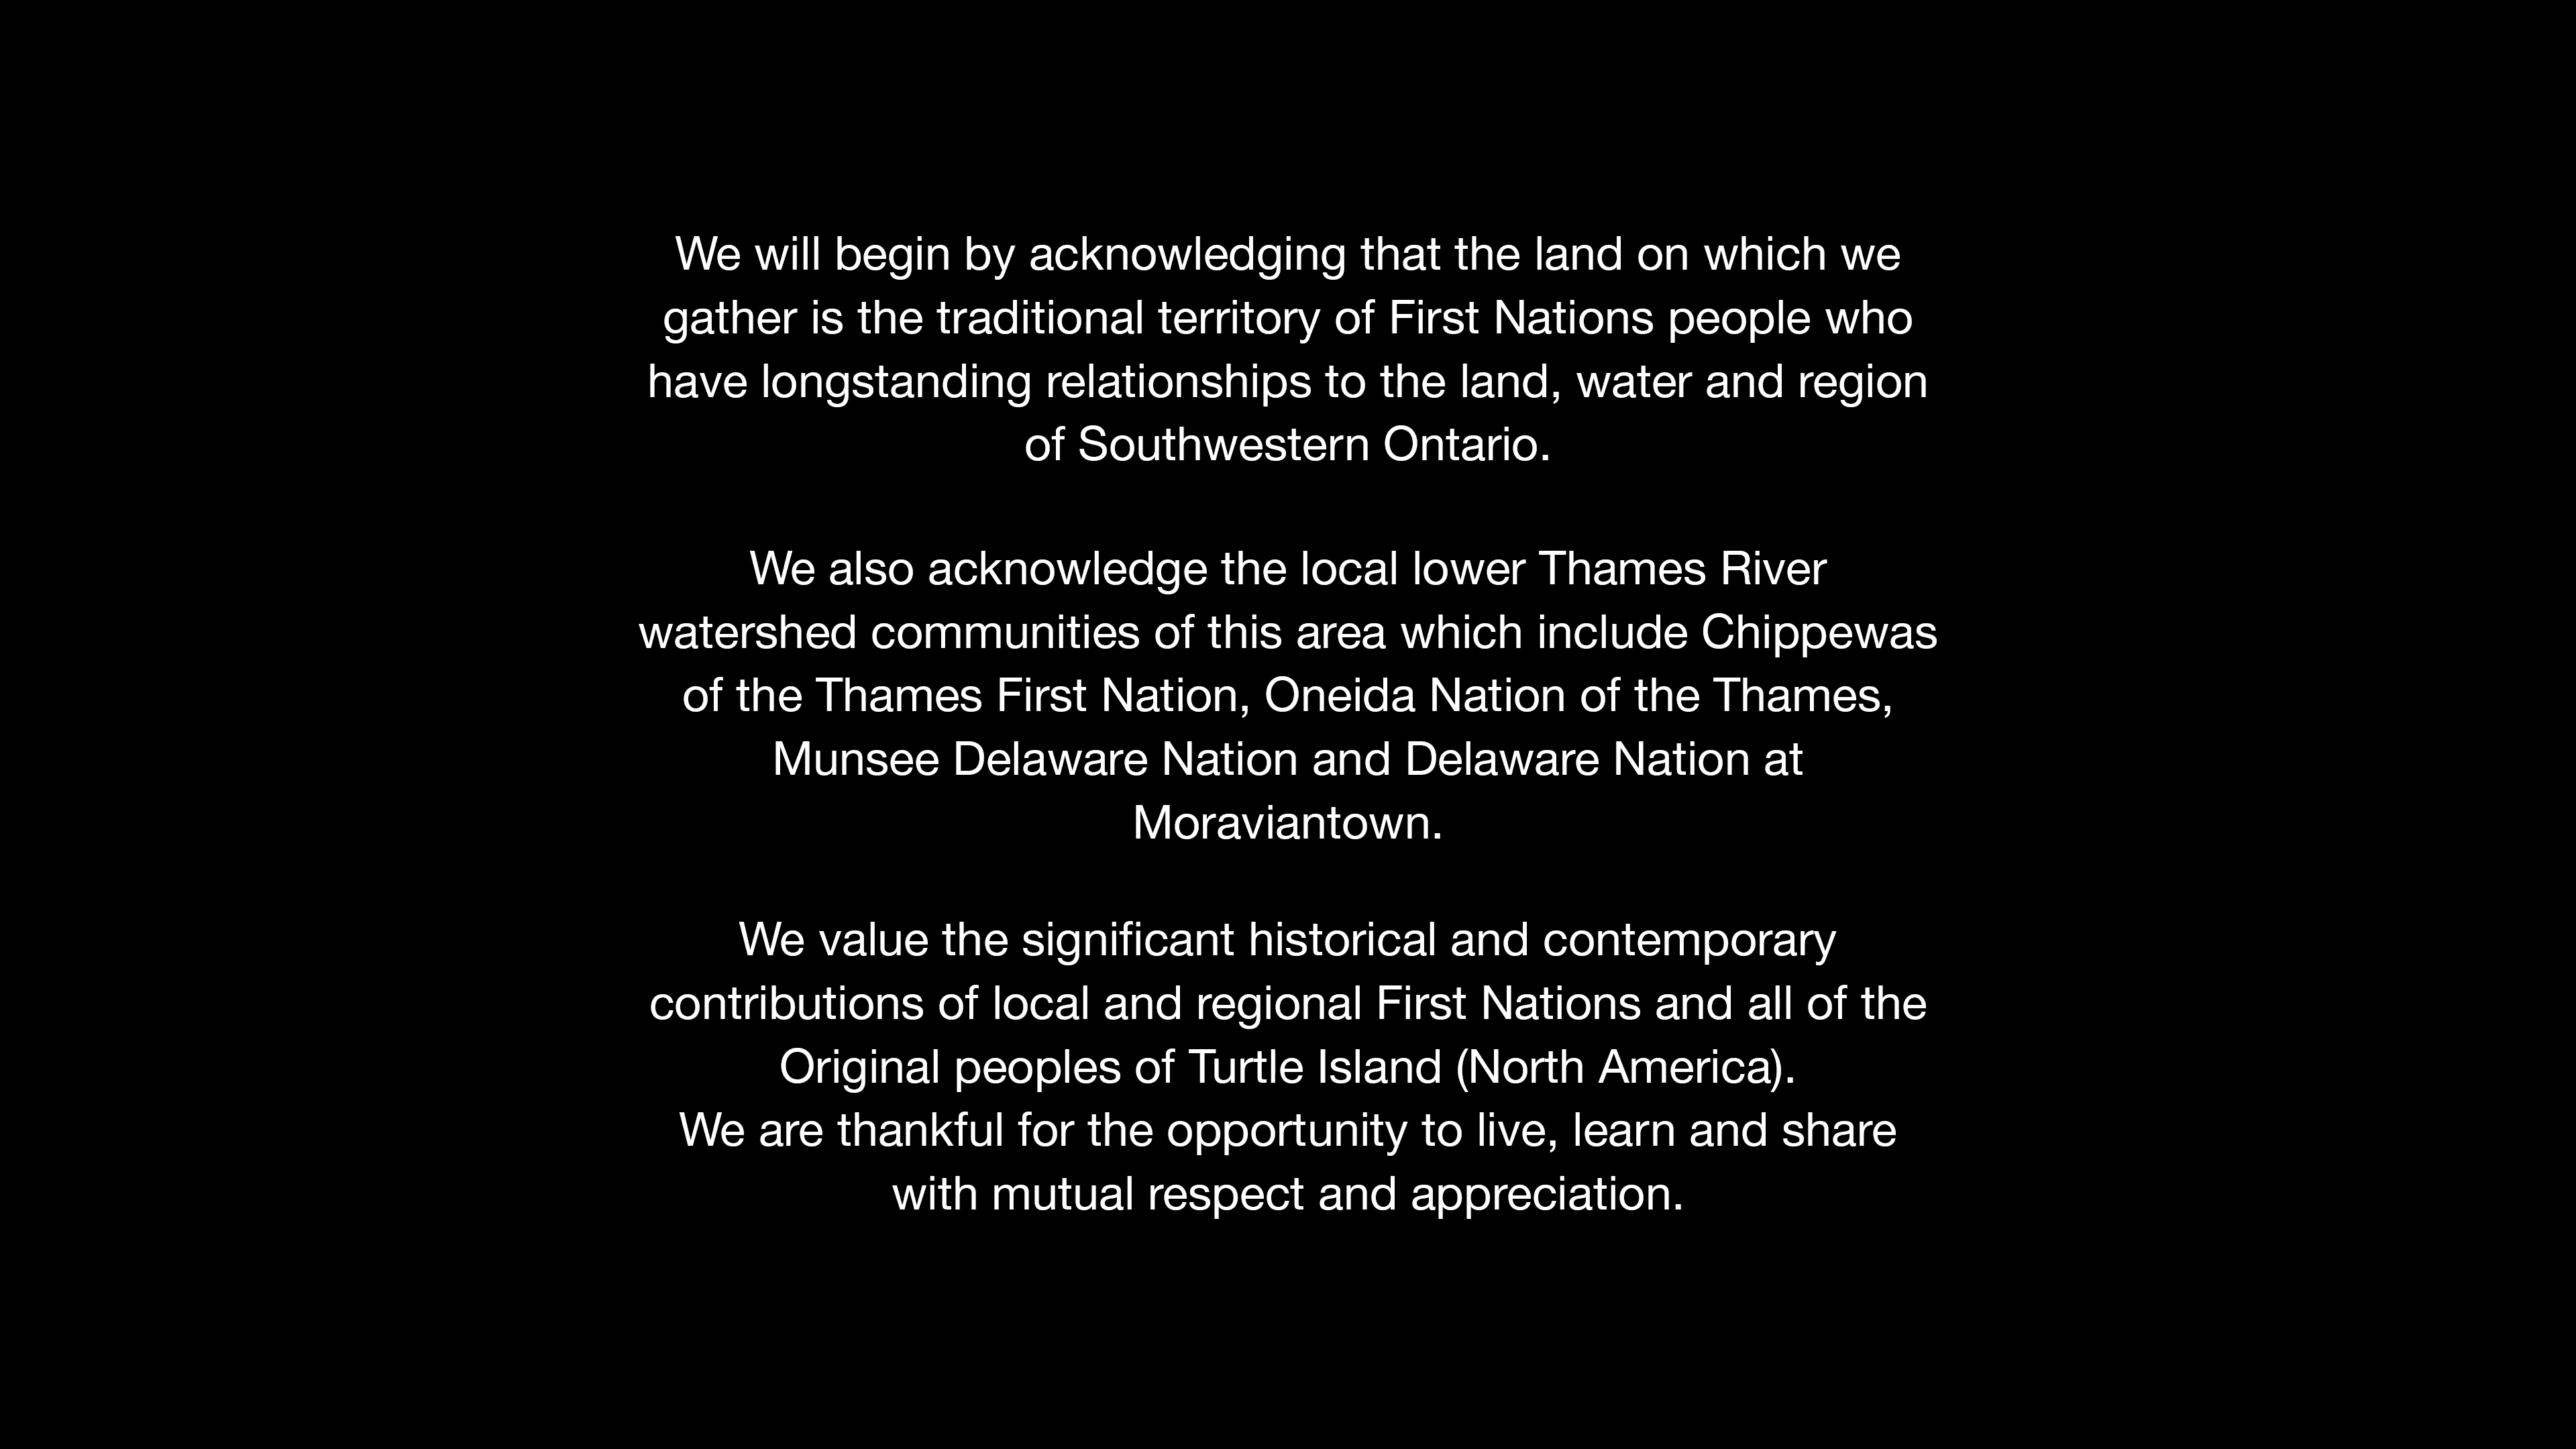 We will begin by acknowledging that the land on which we
gather is the traditional territory of First Nations people who
have longstanding relationships to the land, water and region
of Southwestern Ontario.
We also acknowledge the local lower Thames River
watershed communities of this area which include Chippewas
of the Thames First Nation, Oneida Nation of the Thames,
Munsee Delaware Nation and Delaware Nation at
Moraviantown.
We value the significant historical and contemporary
contributions of local and regional First Nations and all of the
Original peoples of Turtle Island (North America).
We are thankful for the opportunity to live, learn and share
with mutual respect and appreciation.